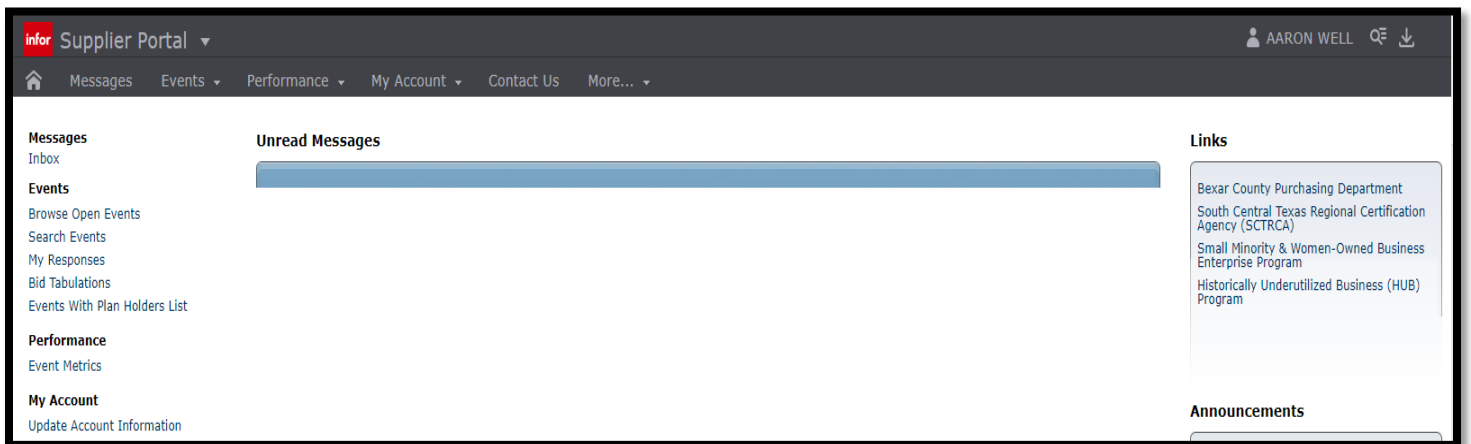 infor Supplier Portal
AARON WELL
Messages Events Performance My Account Contact Us More...
Messages
Inbox
Events
Browse Open Events
Search Events
My Responses
Bid Tabulations
Events With Plan Holders List
Performance
Event Metrics
My Account
Update Account Information
Unread Messages
Links
Bexar County Purchasing Department
South Central Texas Regional Certification
Agency (SCTRCA)
Small Minority & Women-Owned Business
Enterprise Program
Historically Underutilized Business (HUB)
Program
Announcements